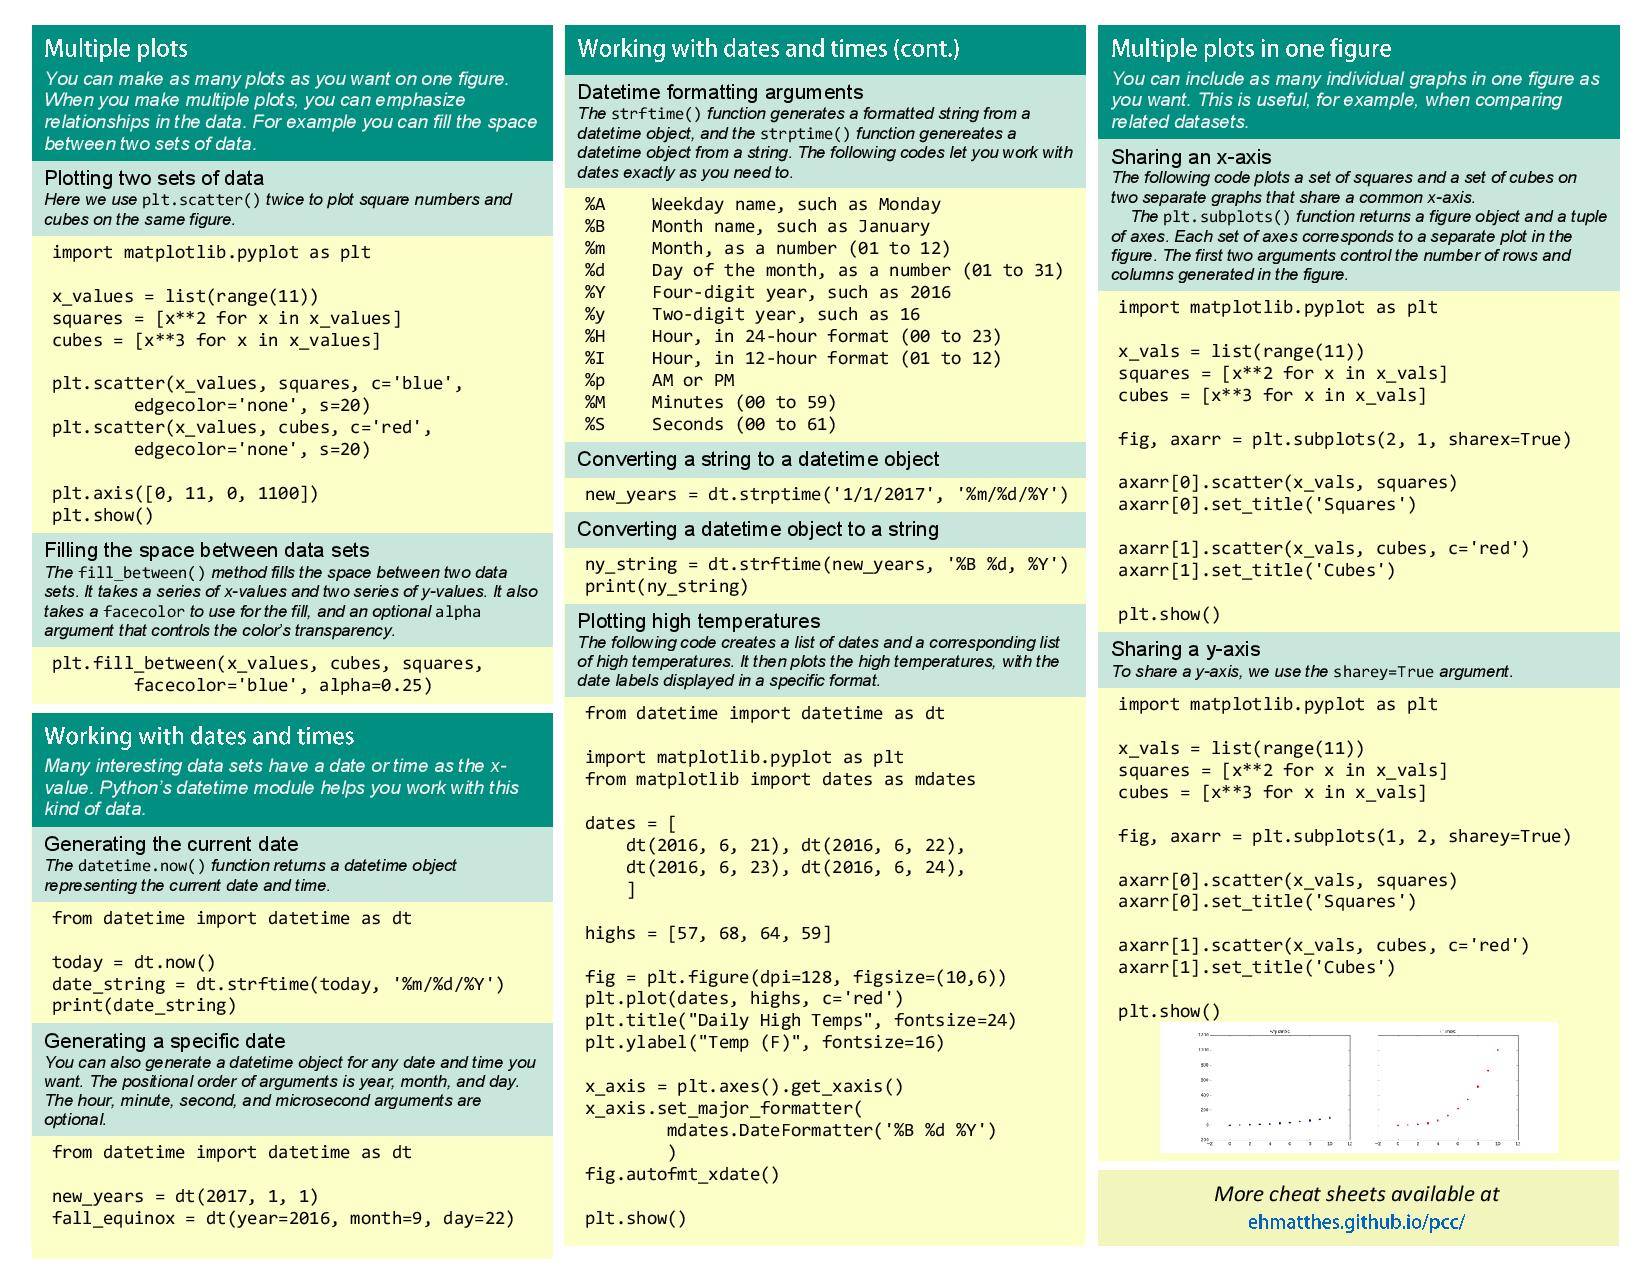 Multiple plots
You can make as many plots as you want on one figure.
When you make multiple plots, you can emphasize
relationships in the data. For example you can fill the space
between two sets of data.
Plotting two sets of data
Here we use plt.scatter() twice to plot square numbers and
cubes on the same figure.
import matplotlib.pyplot as plt
x_values = list(range(11))
squares = [x**2 for x in x_values]
cubes = [x**3 for x in x_values]
plt.scatter(x_values, squares, c='blue',
edgecolor='none', s=20)
plt.scatter(x_values, cubes, c='red',
edgecolor='none', s=20)
plt.axis([0, 11, 0, 1100])
plt.show()
Filling the space between data sets
The fill_between() method fills the space between two data
sets. It takes a series of x-values and two series of y-values. It also
takes a facecolor to use for the fill, and an optional alpha
argument that controls the color's transparency.
plt.fill_between(x_values, cubes, squares,
facecolor='blue', alpha=0.25)
Working with dates and times
Many interesting data sets have a date or time as the x-
value. Python's datetime module helps you work with this
kind of data.
Generating the current date
The datetime.now() function returns a datetime object
representing the current date and time.
from datetime import datetime as dt
today = dt.now()
date_string = dt.strftime(today, '%m/%d/%Y')
print(date_string)
Generating a specific date
You can also generate a datetime object for any date and time you
want. The positional order of arguments is year, month, and day.
The hour, minute, second, and microsecond arguments are
optional.
from datetime import datetime as dt
new_years = dt(2017, 1, 1)
fall_equinox = dt(year=2016, month=9, day=22)
Working with dates and times (cont.)
Datetime formatting arguments
The strftime() function generates a formatted string from a
datetime object, and the strptime() function genereates a
datetime object from a string. The following codes let you work with
dates exactly as you need to.
%A Weekday name, such as Monday
%B Month name, such as January
%m Month, as a number (01 to 12)
%d Day of the month, as a number (01 to 31)
%Y Four-digit year, such as 2016
%y Two-digit year, such as 16
%H Hour, in 24-hour format (00 to 23)
%I Hour, in 12-hour format (01 to 12)
%p AM or PM
%M Minutes (00 to 59)
%S Seconds (00 to 61)
Converting a string to a datetime object
new_years = dt.strptime('1/1/2017', '%m/%d/%Y')
Converting a datetime object to a string
ny_string = dt.strftime(new_years, '%B %d, %Y')
print(ny_string)
Plotting high temperatures
The following code creates a list of dates and a corresponding list
of high temperatures. It then plots the high temperatures, with the
date labels displayed in a specific format.
from datetime import datetime as dt
import matplotlib.pyplot as plt
from matplotlib import dates as mdates
dates = [
dt(2016, 6, 21), dt(2016, 6, 22),
dt(2016, 6, 23), dt(2016, 6, 24),
]
highs = [57, 68, 64, 59]
fig = plt.figure(dpi=128, figsize=(10,6))
plt.plot(dates, highs, c='red')
plt.title("Daily High Temps", fontsize=24)
plt.ylabel("Temp (F)", fontsize=16)
x_axis = plt.axes().get_xaxis()
x_axis.set_major_formatter(
mdates.DateFormatter('%B %d %Y')
)
fig.autofmt_xdate()
plt.show()
Multiple plots in one figure
You can include as many individual graphs in one figure as
you want. This is useful, for example, when comparing
related datasets.
Sharing an x-axis
The following code plots a set of squares and a set of cubes on
two separate graphs that share a common x-axis.
The plt.subplots() function returns a figure object and a tuple
of axes. Each set of axes corresponds to a separate plot in the
figure. The first two arguments control the number of rows and
columns generated in the figure.
import matplotlib.pyplot as plt
x_vals = list(range(11))
squares = [x**2 for x in x_vals]
cubes = [x**3 for x in x_vals]
fig, axarr = plt.subplots(2, 1, sharex=True)
axarr[0].scatter(x_vals, squares)
axarr[0].set_title('Squares')
axarr[1].scatter(x_vals, cubes, c='red')
axarr[1].set_title('Cubes')
plt.show()
Sharing a y-axis
To share a y-axis, we use the sharey=True argument.
import matplotlib.pyplot as plt
x_vals = list(range(11))
squares = [x**2 for x in x_vals]
cubes = [x**3 for x in x_vals]
fig, axarr = plt.subplots(1, 2, sharey=True)
axarr[0].scatter(x_vals, squares)
axarr[0].set_title('Squares')
axarr[1].scatter(x_vals, cubes, c='red')
axarr[1].set_title('Cubes')
plt.show()
More cheat sheets available at
ehmatthes.github.io/pcc/